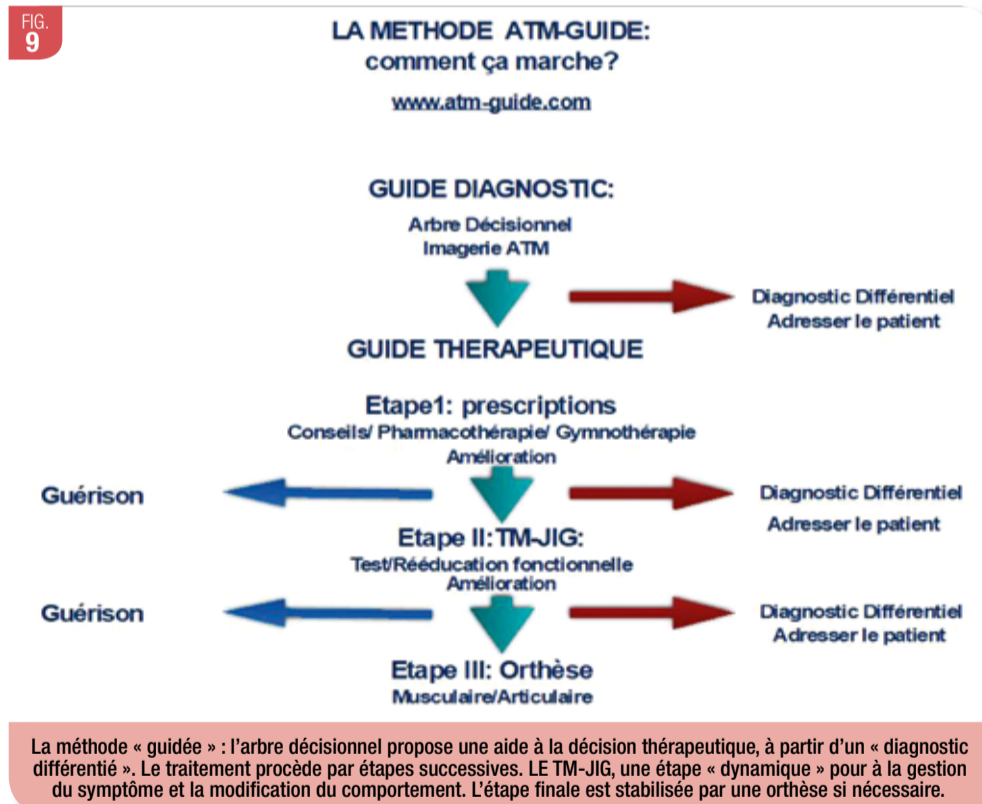 FIG.
9
LA METHODE ATM-GUIDE:
comment ça marche?
www.atm-guide.com
GUIDE DIAGNOSTIC:
Arbre Décisionnel
Imagerie ATM
Diagnostic Différentiel
Adresser le patient
GUIDE THERAPEUTIQUE
Etape1: prescriptions
Conseils/ Pharmacothérapie/ Gymnothérapie
Amélioration
Guérison
Diagnostic Différentiel
Adresser le patient
Etape II:TM-JIG:
Test/Rééducation fonctionnelle
Amélioration
Guérison
Diagnostic Différentiel
Adresser le patient
Etape III: Orthèse
Musculaire/Articulaire
La méthode « guidée » : l’arbre décisionnel propose une aide à la décision thérapeutique, à partir d’un « diagnostic
différentié ». Le traitement procède par étapes successives. LE TM-JIG, une étape « dynamique » pour à la gestion
du symptôme et la modification du comportement. L’étape finale est stabilisée par une orthèse si nécessaire.